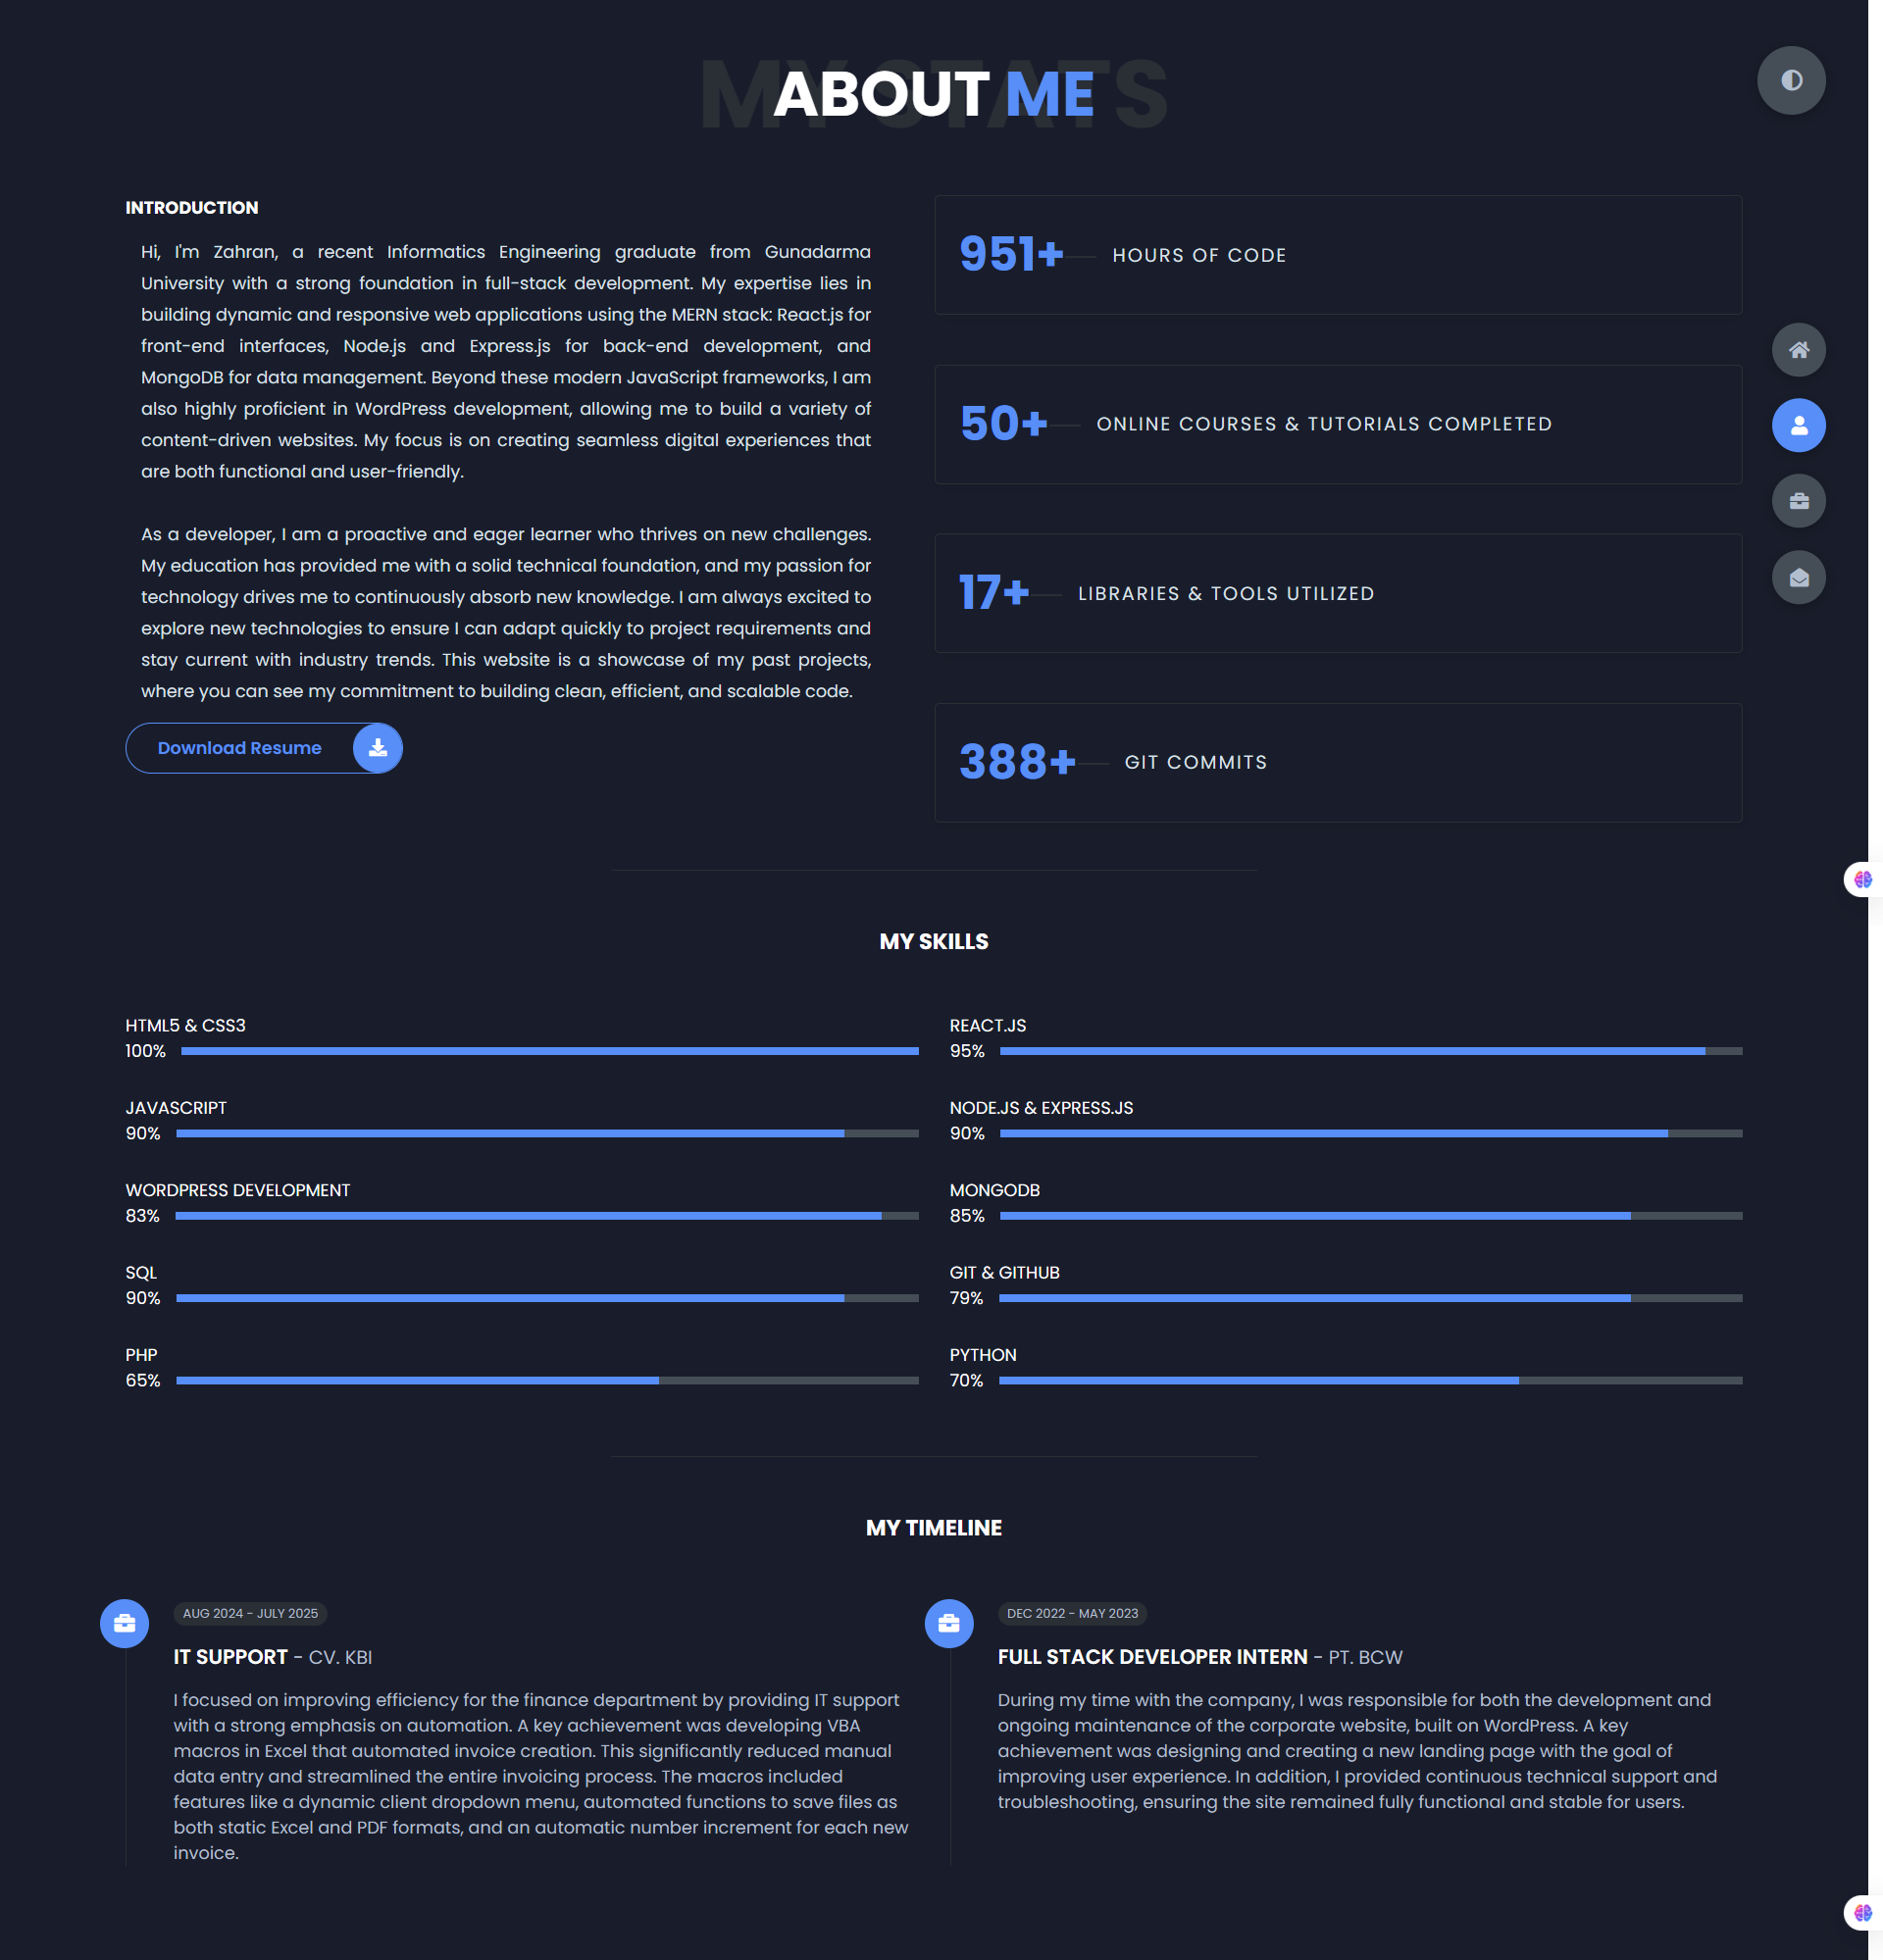 MY STATS
ABOUT ME
INTRODUCTION
Hi, I'm Zahran, a recent Informatics Engineering graduate from Gunadarma
University with a strong foundation in full-stack development. My expertise lies in
building dynamic and responsive web applications using the MERN stack: React.js for
front-end interfaces, Node.js and Express.js for back-end development, and
MongoDB for data management. Beyond these modern JavaScript frameworks, I am
also highly proficient in WordPress development, allowing me to build a variety of
content-driven websites. My focus is on creating seamless digital experiences that
are both functional and user-friendly.
As a developer, I am a proactive and eager learner who thrives on new challenges.
My education has provided me with a solid technical foundation, and my passion for
technology drives me to continuously absorb new knowledge. I am always excited to
explore new technologies to ensure I can adapt quickly to project requirements and
stay current with industry trends. This website is a showcase of my past projects,
where you can see my commitment to building clean, efficient, and scalable code.
Download Resume
951+ HOURS OF CODE
50+ ONLINE COURSES & TUTORIALS COMPLETED
17+ LIBRARIES & TOOLS UTILIZED
388+ GIT COMMITS
MY SKILLS
HTML5 & CSS3
100%
REACT.JS
95%
JAVASCRIPT
90%
NODE.JS & EXPRESS.JS
90%
WORDPRESS DEVELOPMENT
83%
MONGODB
85%
SQL
90%
GIT & GITHUB
79%
PHP
65%
PYTHON
70%
MY TIMELINE
AUG 2024 - JULY 2025
IT SUPPORT - CV. KBI
I focused on improving efficiency for the finance department by providing IT support
with a strong emphasis on automation. A key achievement was developing VBA
macros in Excel that automated invoice creation. This significantly reduced manual
data entry and streamlined the entire invoicing process. The macros included
features like a dynamic client dropdown menu, automated functions to save files as
both static Excel and PDF formats, and an automatic number increment for each new
invoice.
DEC 2022 - MAY 2023
FULL STACK DEVELOPER INTERN - PT. BCW
During my time with the company, I was responsible for both the development and
ongoing maintenance of the corporate website, built on WordPress. A key
achievement was designing and creating a new landing page with the goal of
improving user experience. In addition, I provided continuous technical support and
troubleshooting, ensuring the site remained fully functional and stable for users.